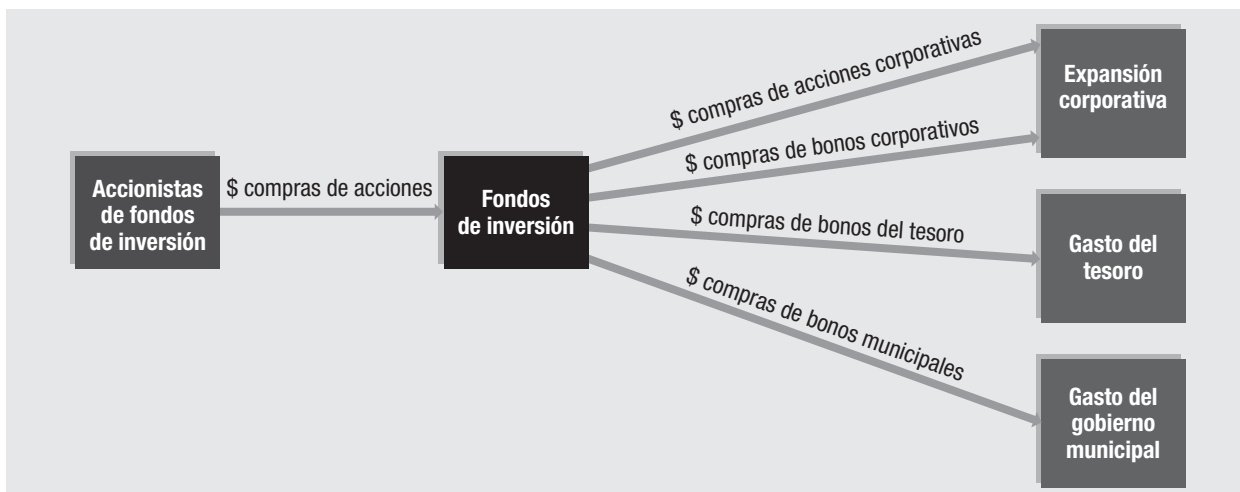 Accionistas
de fondos
de inversión
$ compras de acciones
Fondos
de inversión
$ compras de acciones corporativas
$ compras de bonos corporativos
$ compras de bonos del tesoro
$ compras de bonos municipales
Expansión
corporativa
Gasto del
tesoro
Gasto del
gobierno
municipal